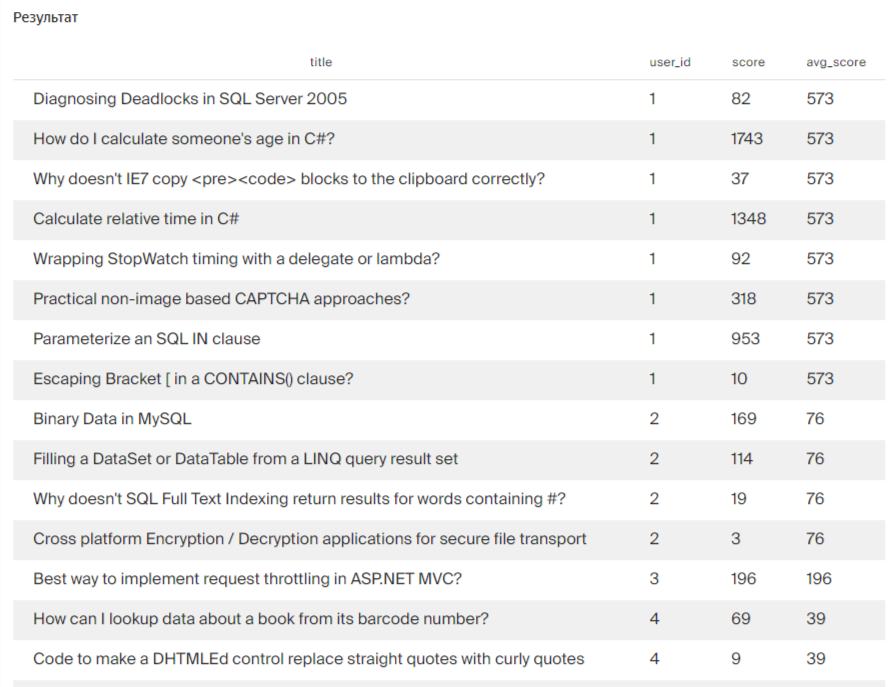 Результат
title user_id score avg_score
Diagnosing Deadlocks in SQL Server 2005 1 82 573
How do I calculate someone's age in C#? 1 1743 573
Why doesn't IE7 copy <pre><code> blocks to the clipboard correctly? 1 37 573
Calculate relative time in C# 1 1348 573
Wrapping StopWatch timing with a delegate or lambda? 1 92 573
Practical non-image based CAPTCHA approaches? 1 318 573
Parameterize an SQL IN clause 1 953 573
Escaping Bracket [ in a CONTAINS() clause? 1 10 573
Binary Data in MySQL 2 169 76
Filling a DataSet or DataTable from a LINQ query result set 2 114 76
Why doesn't SQL Full Text Indexing return results for words containing #? 2 19 76
Cross platform Encryption / Decryption applications for secure file transport 2 3 76
Best way to implement request throttling in ASP.NET MVC? 3 196 196
How can I lookup data about a book from its barcode number? 4 69 39
Code to make a DHTMLEd control replace straight quotes with curly quotes 4 9 39